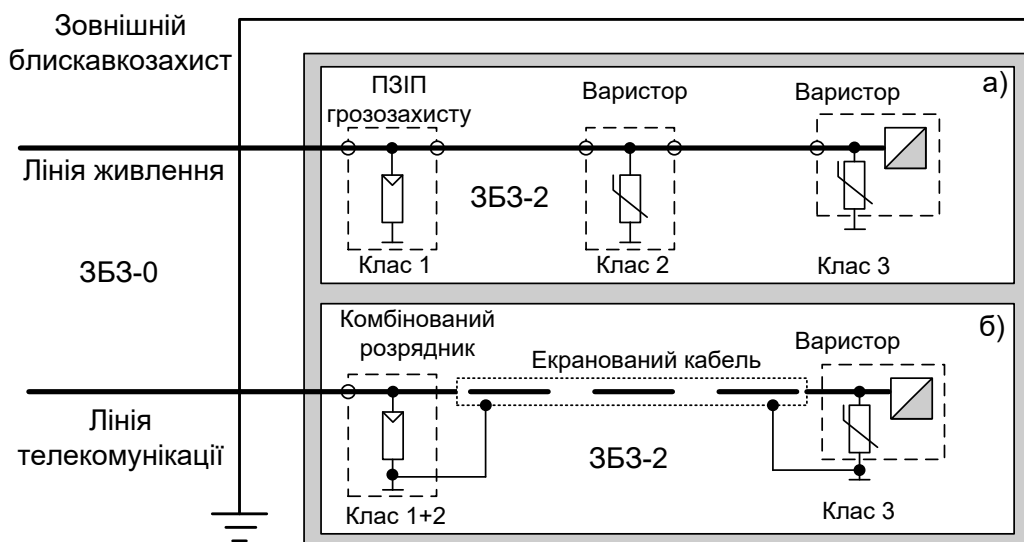 Зовнішній
блискавкозахист
а)
ПЗІП
грозозахисту
Варистор
Варистор
Лінія живлення
ЗБЗ-2
ЗБЗ-0
Клас 1
Клас 2
Клас 3
б)
Комбінований
розрядник
Екранований кабель
Варистор
Лінія
телекомунікації
ЗБЗ-2
Клас 1+2
Клас 3